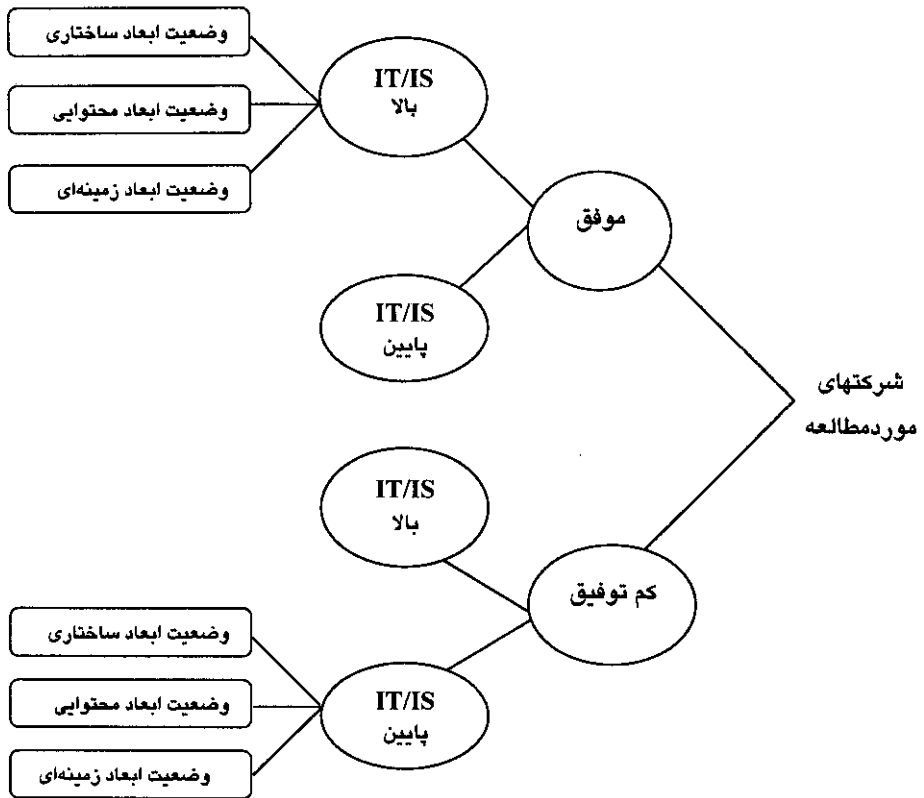 وضعیت ابعاد ساختاری
وضعیت ابعاد محتوایی
وضعیت ابعاد زمینه‌ای
IT/IS
بالا
موفق
IT/IS
پایین
شرکتهای
موردمطالعه
IT/IS
بالا
کم توفیق
وضعیت ابعاد ساختاری
وضعیت ابعاد محتوایی
وضعیت ابعاد زمینه‌ای
IT/IS
پایین